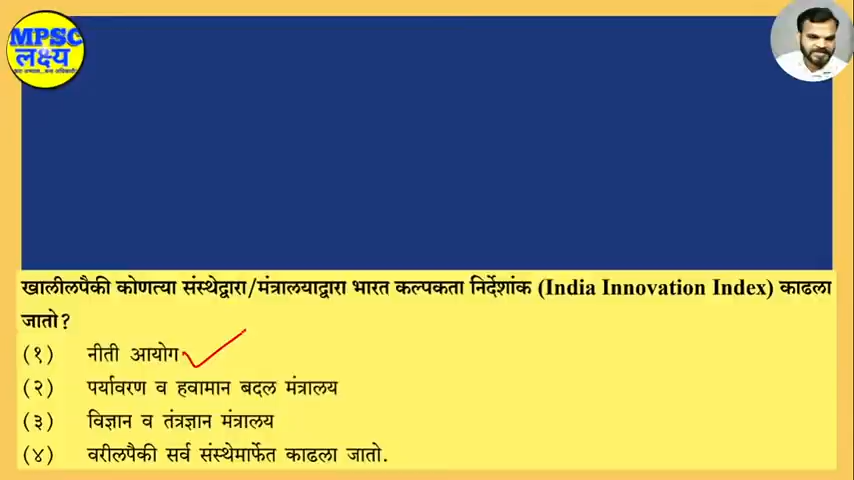 MPSC
लक्ष्य
खालीलपैकी कोणत्या संस्थेद्वारा/मंत्रालयाद्वारा भारत कल्पकता निर्देशांक (India Innovation Index) काढला
जातो?
(१) नीती आयोग
(२) पर्यावरण व हवामान बदल मंत्रालय
(३) विज्ञान व तंत्रज्ञान मंत्रालय
(४) वरीलपैकी सर्व संस्थेमार्फत काढला जातो.